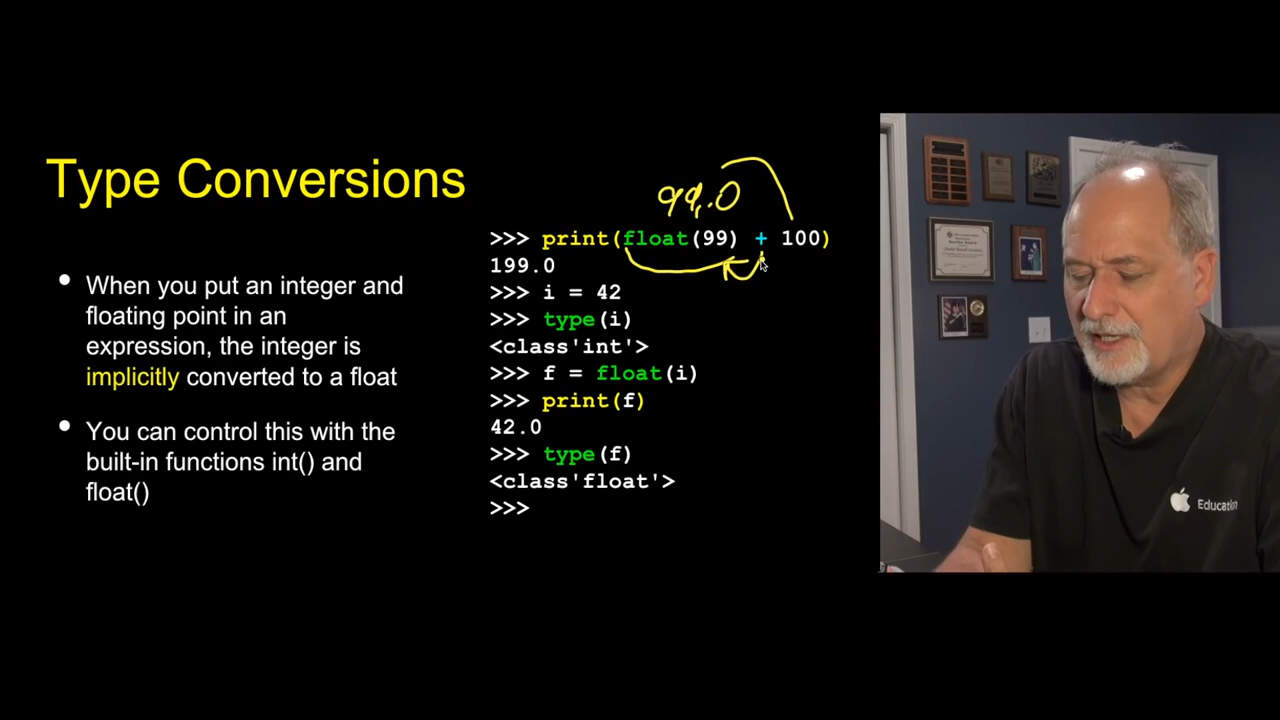 Type Conversions
• When you put an integer and
floating point in an
expression, the integer is
implicitly converted to a float
• You can control this with the
built-in functions int() and
float()
99.0
>>> print(float(99) + 100)
199.0
>>> i = 42
>>> type(i)
<class'int'>
>>> f = float(i)
>>> print(f)
42.0
>>> type(f)
<class'float'>
>>>
Education